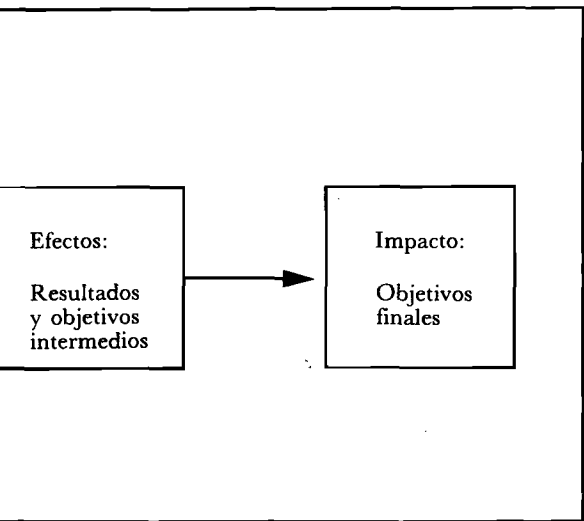 Efectos:
Resultados
y objetivos
intermedios
Impacto:
Objetivos
finales